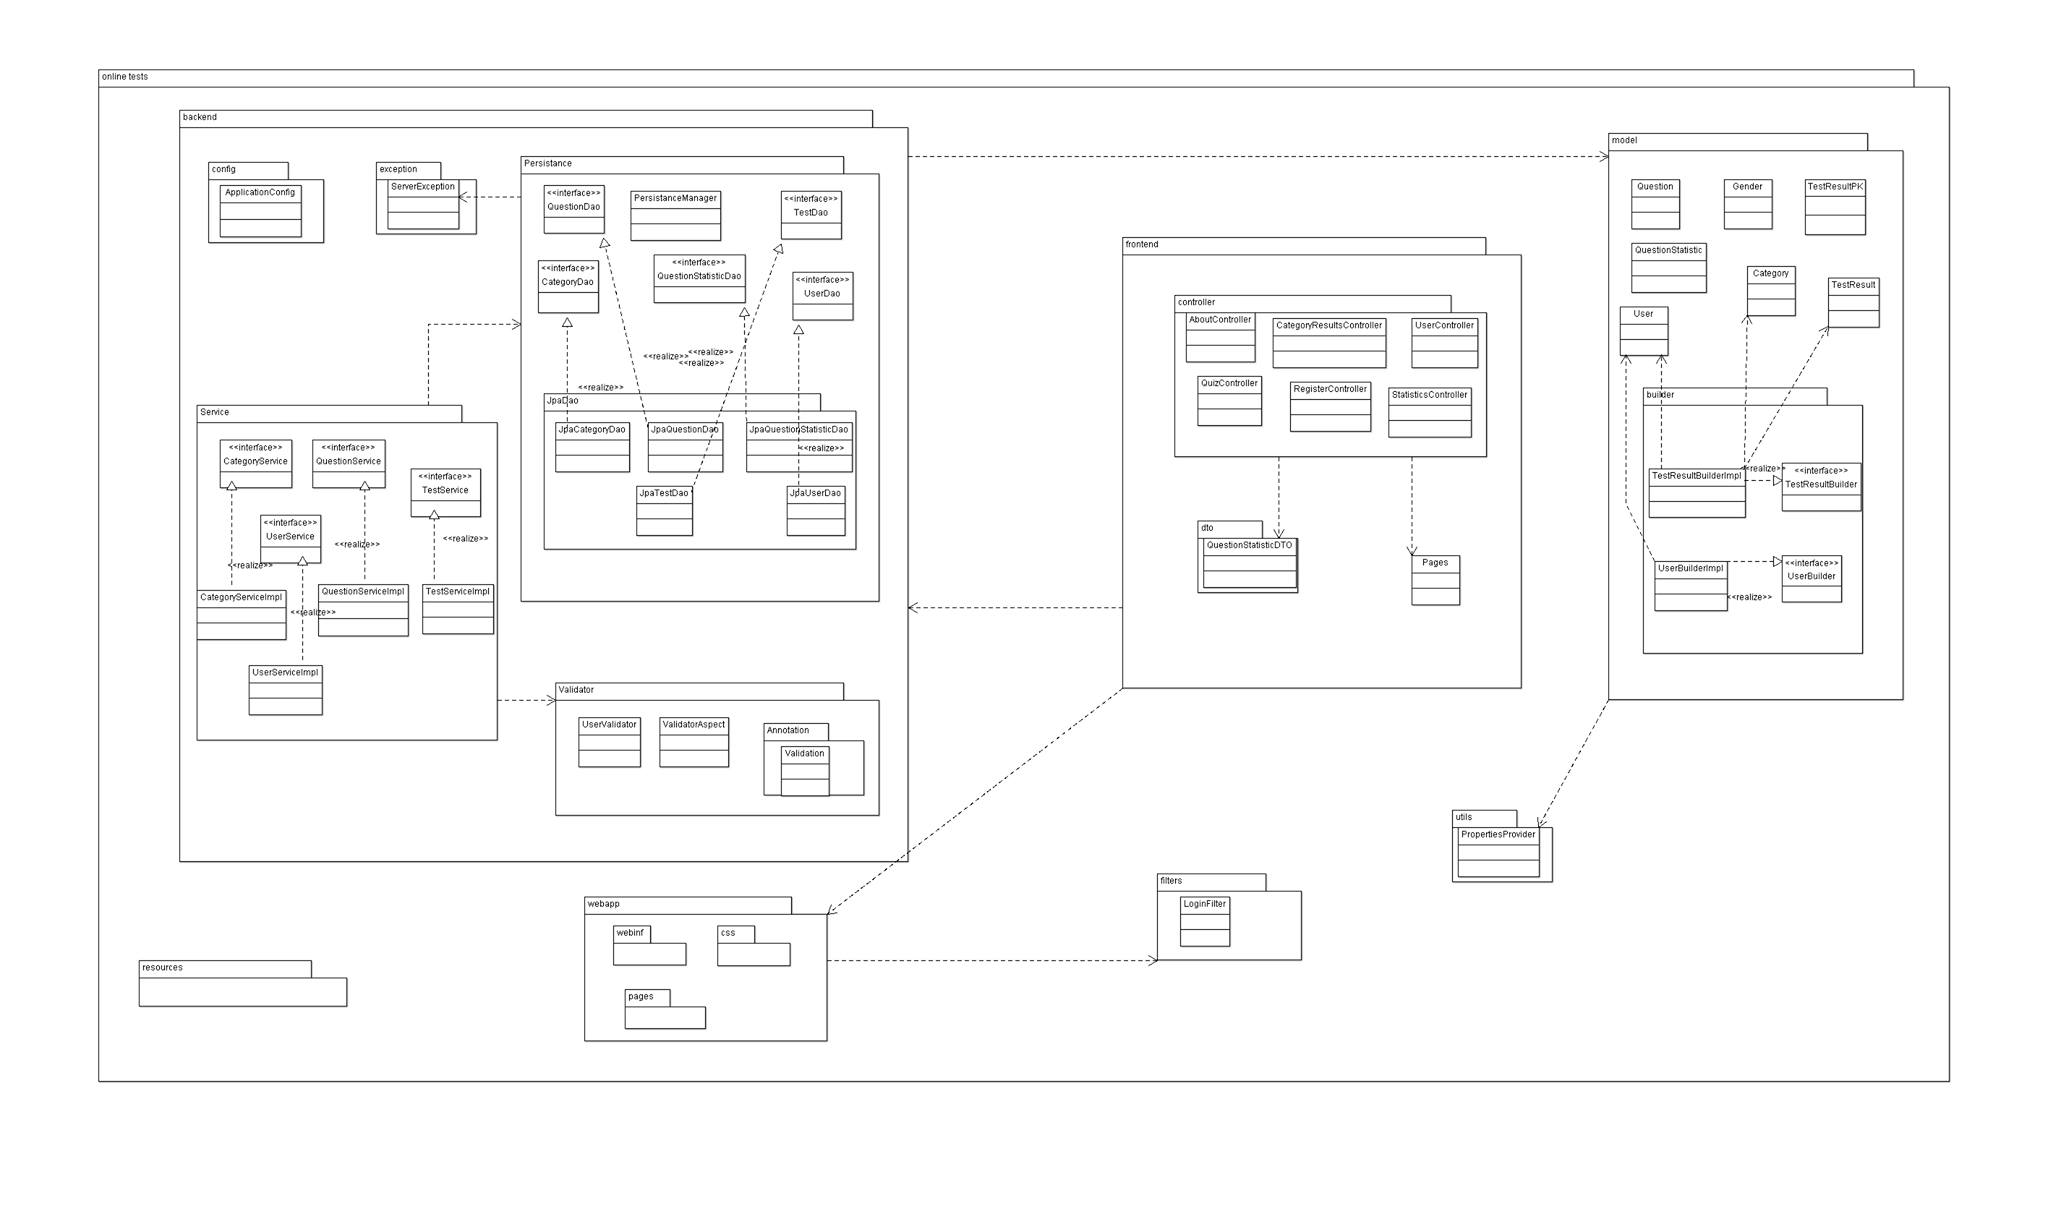 online tests
backend
config
ApplicationConfig
exception
ServerException
Persistance
<<interface>>
QuestionDao
PersistanceManager
<<interface>>
TestDao
<<interface>>
CategoryDao
<<interface>>
QuestionStatisticDao
<<interface>>
UserDao
<<realize>>
<<realize>>
<<realize>>
<<realize>>
JpaDao
JpaCategoryDao
JpaQuestionDao
JpaQuestionStatisticDao
<<realize>>
JpaTestDao
JpaUserDao
Service
<<interface>>
CategoryService
<<interface>>
QuestionService
<<interface>>
TestService
<<interface>>
UserService
<<realize>>
<<realize>>
<<realize>>
CategoryServiceImpl
QuestionServiceImpl
TestServiceImpl
<<realize>>
UserServiceImpl
Validator
UserValidator
ValidatorAspect
Annotation
Validation
frontend
controller
AboutController
CategoryResultsController
UserController
QuizController
RegisterController
StatisticsController
dto
QuestionStatisticDTO
Pages
model
Question
Gender
TestResultPK
QuestionStatistic
Category
TestResult
User
builder
TestResultBuilderImpl
<<realize>>
<<interface>>
TestResultBuilder
UserBuilderImpl
<<interface>>
UserBuilder
<<realize>>
utils
PropertiesProvider
filters
LoginFilter
webapp
webinf
css
pages
resources